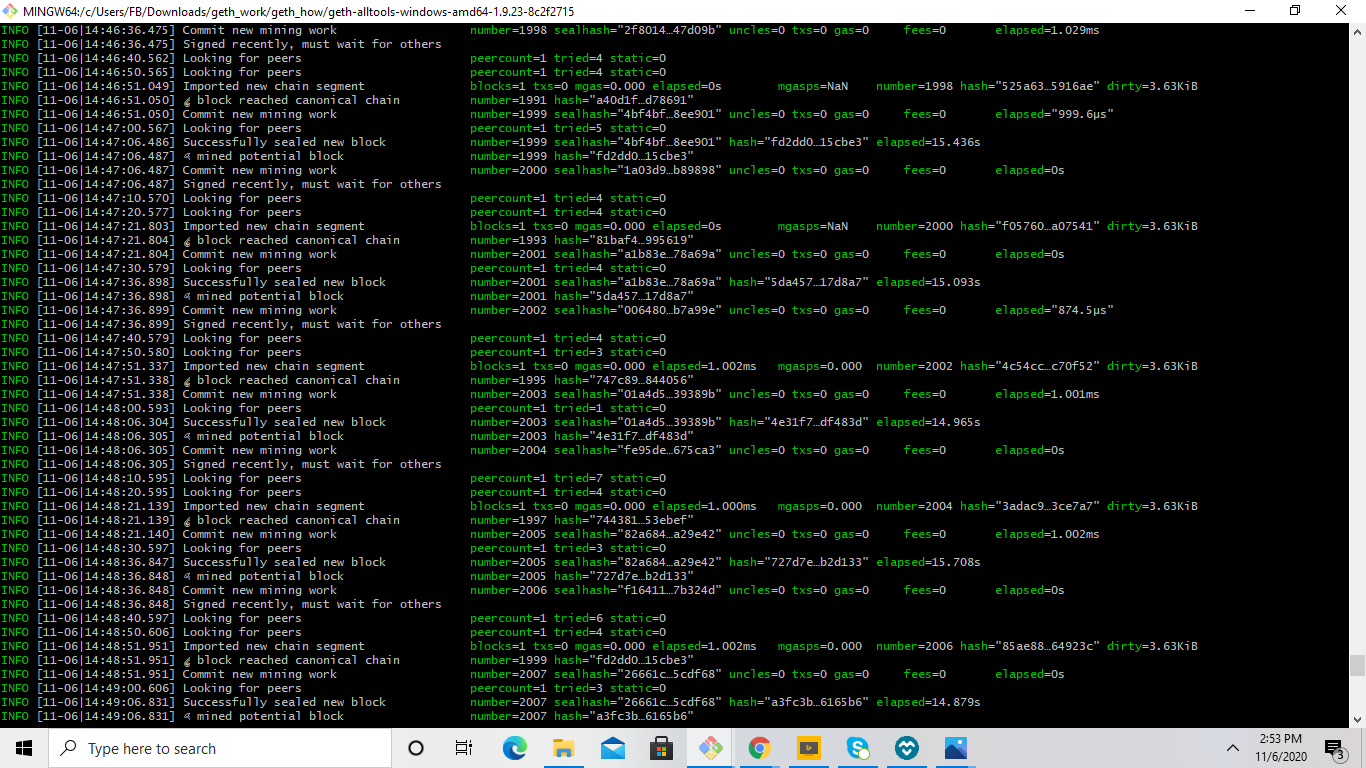 MINGW64:/c/Users/FB/Downloads/geth_work/geth_how/geth-alltools-windows-amd64-1.9.23-8c2f2715
INFO [11-06|14:46:36.475] Commit new mining work number=1998 sealhash="2f8014…47d09b" uncles=0 txs=0 gas=0 fees=0 elapsed=1.029ms
INFO [11-06|14:46:36.475] Signed recently, must wait for others
INFO [11-06|14:46:40.562] Looking for peers peercount=1 tried=4 static=0
INFO [11-06|14:46:50.565] Looking for peers peercount=1 tried=4 static=0
INFO [11-06|14:46:51.049] Imported new chain segment blocks=1 txs=0 mgas=0.000 elapsed=0s mgasps=NaN number=1998 hash="525a63…5916ae" dirty=3.63KiB
INFO [11-06|14:46:51.050] 🔗 block reached canonical chain number=1991 hash="a40d1f…d78691"
INFO [11-06|14:46:51.050] Commit new mining work number=1999 sealhash="4bf4bf…8ee901" uncles=0 txs=0 gas=0 fees=0 elapsed="999.6µs"
INFO [11-06|14:47:00.567] Looking for peers peercount=1 tried=5 static=0
INFO [11-06|14:47:06.486] Successfully sealed new block number=1999 sealhash="4bf4bf…8ee901" hash="fd2dd0…15cbe3" elapsed=15.436s
INFO [11-06|14:47:06.487] 🔨 mined potential block number=1999 hash="fd2dd0…15cbe3"
INFO [11-06|14:47:06.487] Commit new mining work number=2000 sealhash="1a03d9…b89898" uncles=0 txs=0 gas=0 fees=0 elapsed=0s
INFO [11-06|14:47:06.487] Signed recently, must wait for others
INFO [11-06|14:47:10.570] Looking for peers peercount=1 tried=4 static=0
INFO [11-06|14:47:20.577] Looking for peers peercount=1 tried=4 static=0
INFO [11-06|14:47:21.803] Imported new chain segment blocks=1 txs=0 mgas=0.000 elapsed=0s mgasps=NaN number=2000 hash="f05760…a07541" dirty=3.63KiB
INFO [11-06|14:47:21.804] 🔗 block reached canonical chain number=1993 hash="81baf4…995619"
INFO [11-06|14:47:21.804] Commit new mining work number=2001 sealhash="a1b83e…78a69a" uncles=0 txs=0 gas=0 fees=0 elapsed=0s
INFO [11-06|14:47:30.579] Looking for peers peercount=1 tried=4 static=0
INFO [11-06|14:47:36.898] Successfully sealed new block number=2001 sealhash="a1b83e…78a69a" hash="5da457…17d8a7" elapsed=15.093s
INFO [11-06|14:47:36.898] 🔨 mined potential block number=2001 hash="5da457…17d8a7"
INFO [11-06|14:47:36.899] Commit new mining work number=2002 sealhash="006480…b7a99e" uncles=0 txs=0 gas=0 fees=0 elapsed="874.5µs"
INFO [11-06|14:47:36.899] Signed recently, must wait for others
INFO [11-06|14:47:40.579] Looking for peers peercount=1 tried=4 static=0
INFO [11-06|14:47:50.580] Looking for peers peercount=1 tried=3 static=0
INFO [11-06|14:47:51.337] Imported new chain segment blocks=1 txs=0 mgas=0.000 elapsed=1.002ms mgasps=0.000 number=2002 hash="4c54cc…c70f52" dirty=3.63KiB
INFO [11-06|14:47:51.338] 🔗 block reached canonical chain number=1995 hash="747c89…844056"
INFO [11-06|14:47:51.338] Commit new mining work number=2003 sealhash="01a4d5…39389b" uncles=0 txs=0 gas=0 fees=0 elapsed=1.001ms
INFO [11-06|14:48:00.593] Looking for peers peercount=1 tried=1 static=0
INFO [11-06|14:48:06.304] Successfully sealed new block number=2003 sealhash="01a4d5…39389b" hash="4e31f7…df483d" elapsed=14.965s
INFO [11-06|14:48:06.305] 🔨 mined potential block number=2003 hash="4e31f7…df483d"
INFO [11-06|14:48:06.305] Commit new mining work number=2004 sealhash="fe95de…675ca3" uncles=0 txs=0 gas=0 fees=0 elapsed=0s
INFO [11-06|14:48:06.305] Signed recently, must wait for others
INFO [11-06|14:48:10.595] Looking for peers peercount=1 tried=7 static=0
INFO [11-06|14:48:20.595] Looking for peers peercount=1 tried=4 static=0
INFO [11-06|14:48:21.139] Imported new chain segment blocks=1 txs=0 mgas=0.000 elapsed=1.000ms mgasps=0.000 number=2004 hash="3adac9…3ce7a7" dirty=3.63KiB
INFO [11-06|14:48:21.139] 🔗 block reached canonical chain number=1997 hash="744381…53ebef"
INFO [11-06|14:48:21.140] Commit new mining work number=2005 sealhash="82a684…a29e42" uncles=0 txs=0 gas=0 fees=0 elapsed=1.002ms
INFO [11-06|14:48:30.597] Looking for peers peercount=1 tried=3 static=0
INFO [11-06|14:48:36.847] Successfully sealed new block number=2005 sealhash="82a684…a29e42" hash="727d7e…b2d133" elapsed=15.708s
INFO [11-06|14:48:36.848] 🔨 mined potential block number=2005 hash="727d7e…b2d133"
INFO [11-06|14:48:36.848] Commit new mining work number=2006 sealhash="f16411…7b324d" uncles=0 txs=0 gas=0 fees=0 elapsed=0s
INFO [11-06|14:48:36.848] Signed recently, must wait for others
INFO [11-06|14:48:40.597] Looking for peers peercount=1 tried=6 static=0
INFO [11-06|14:48:50.606] Looking for peers peercount=1 tried=4 static=0
INFO [11-06|14:48:51.951] Imported new chain segment blocks=1 txs=0 mgas=0.000 elapsed=1.002ms mgasps=0.000 number=2006 hash="85ae88…64923c" dirty=3.63KiB
INFO [11-06|14:48:51.951] 🔗 block reached canonical chain number=1999 hash="fd2dd0…15cbe3"
INFO [11-06|14:48:51.951] Commit new mining work number=2007 sealhash="26661c…5cdf68" uncles=0 txs=0 gas=0 fees=0 elapsed=0s
INFO [11-06|14:49:00.606] Looking for peers peercount=1 tried=3 static=0
INFO [11-06|14:49:06.831] Successfully sealed new block number=2007 sealhash="26661c…5cdf68" hash="a3fc3b…6165b6" elapsed=14.879s
INFO [11-06|14:49:06.831] 🔨 mined potential block number=2007 hash="a3fc3b…6165b6"
Type here to search
2:53 PM
11/6/2020
3